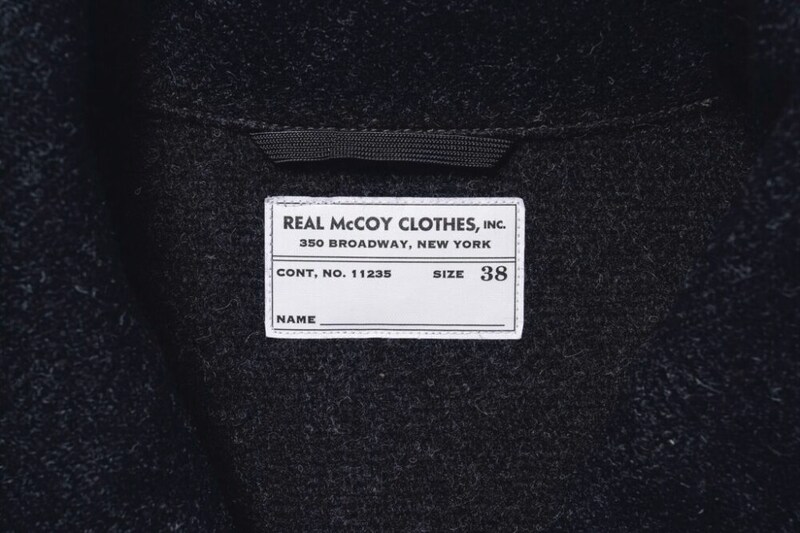 REAL McCOY CLOTHES, INC.
350 BROADWAY, NEW YORK
CONT, NO. 11235 SIZE 38
NAME